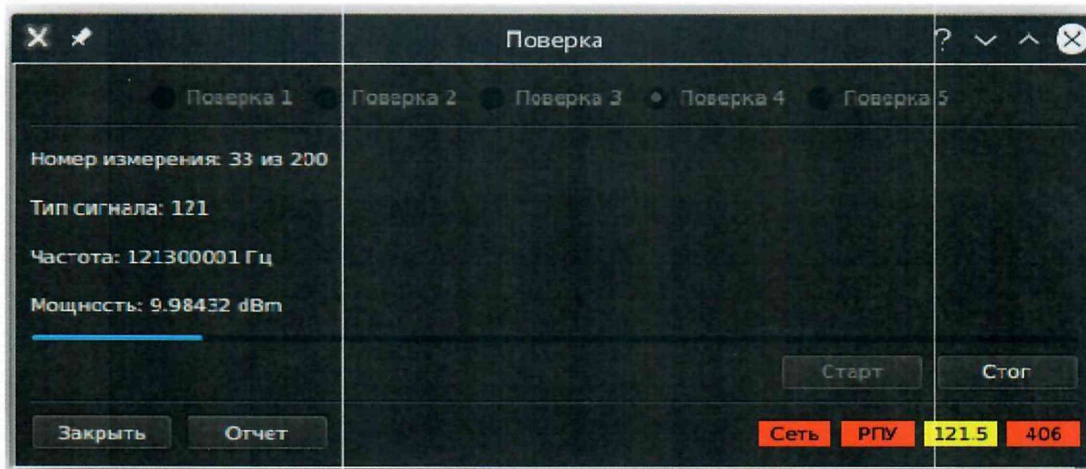 Поверка ?
Поверка 1 Поверка 2 Поверка 3 Поверка 4 Поверка 5
Номер измерения: 33 из 200
Тип сигнала: 121
Частота: 121300001 Гц
Мощность: 9.98432 dBm
Старт Стоп
Закрыть Отчет Сеть РПУ 121.5 406